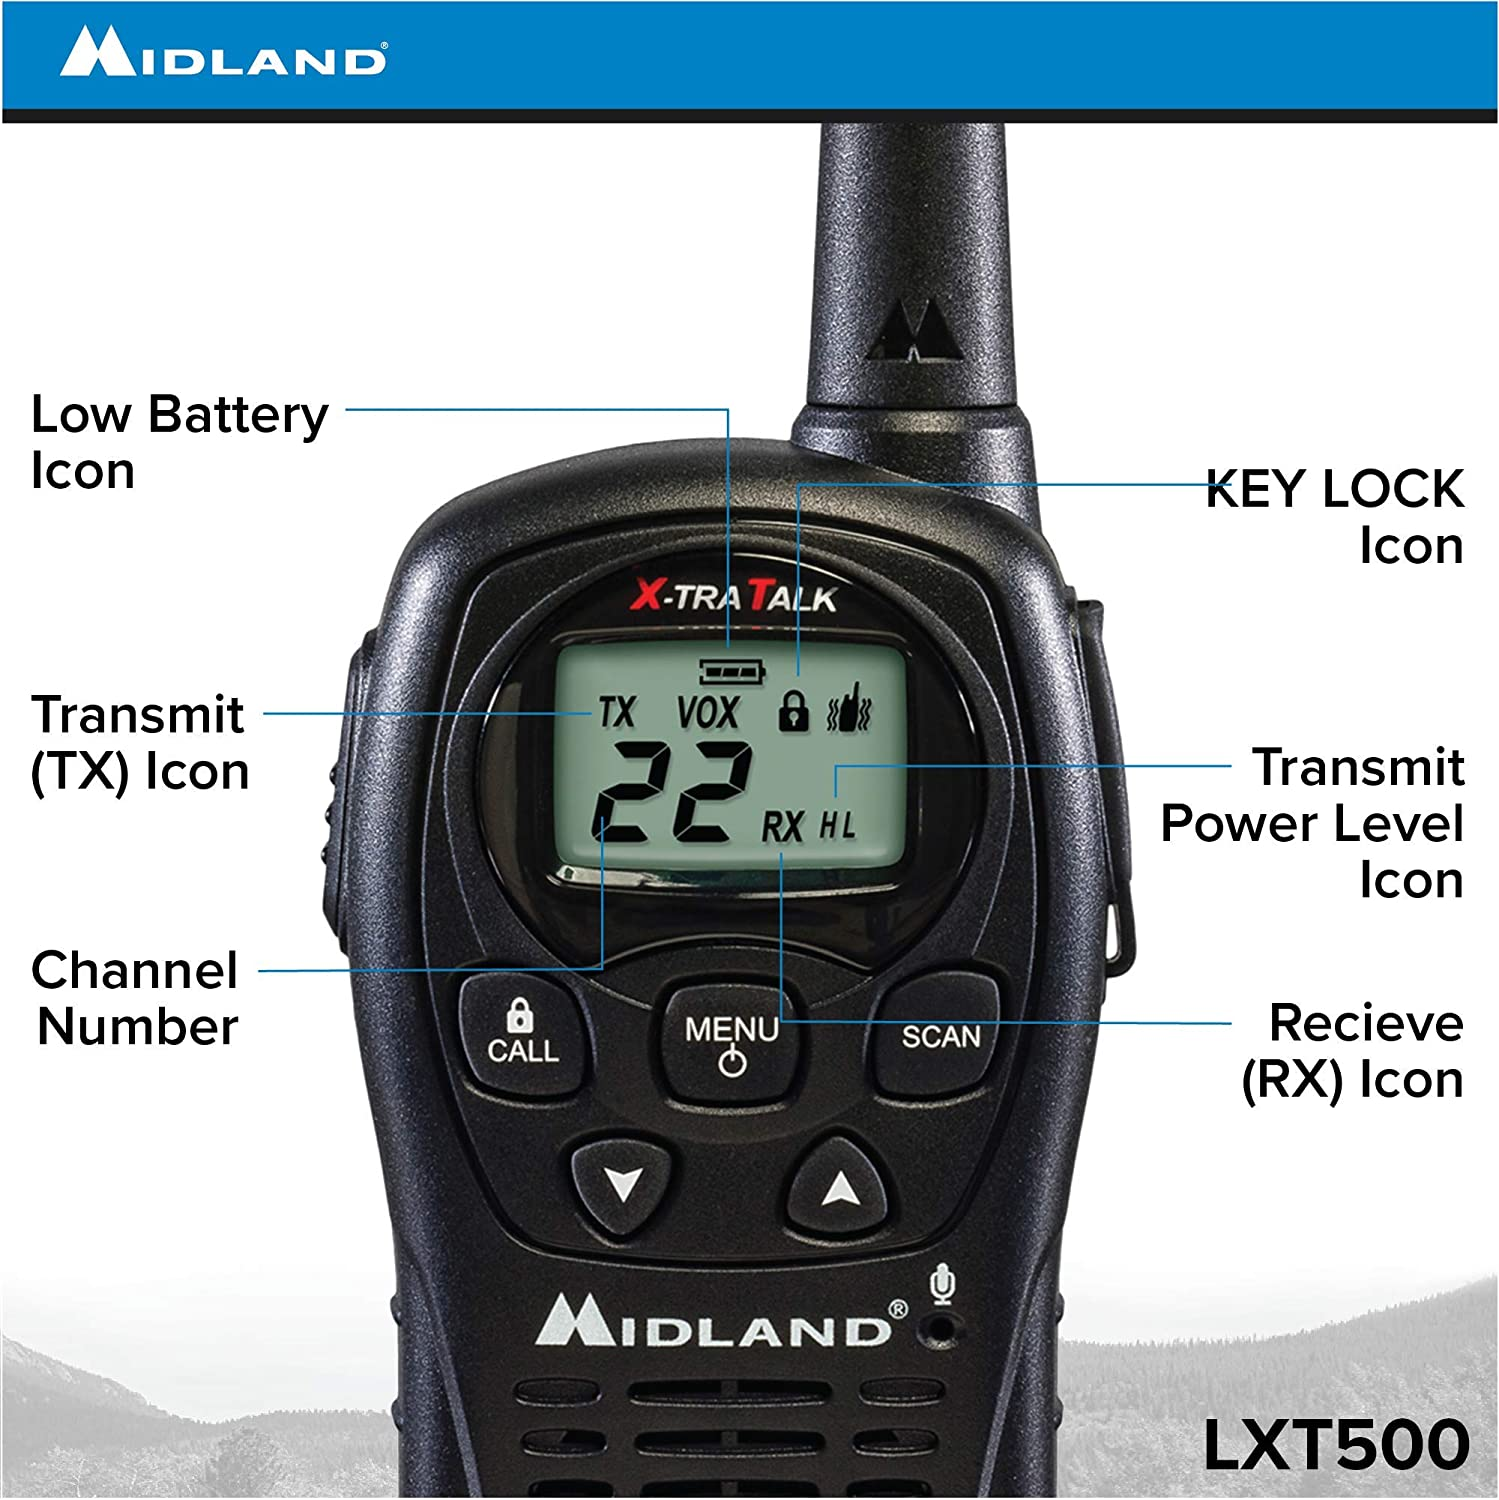 MIDLAND®
Low Battery
Icon
KEY LOCK
Icon
X-TRA TALK
TX VOX
22
RX H L
Transmit
(TX) Icon
Transmit
Power Level
Icon
Channel
Number
CALL
MENU
SCAN
Recieve
(RX) Icon
MIDLAND®
LXT500